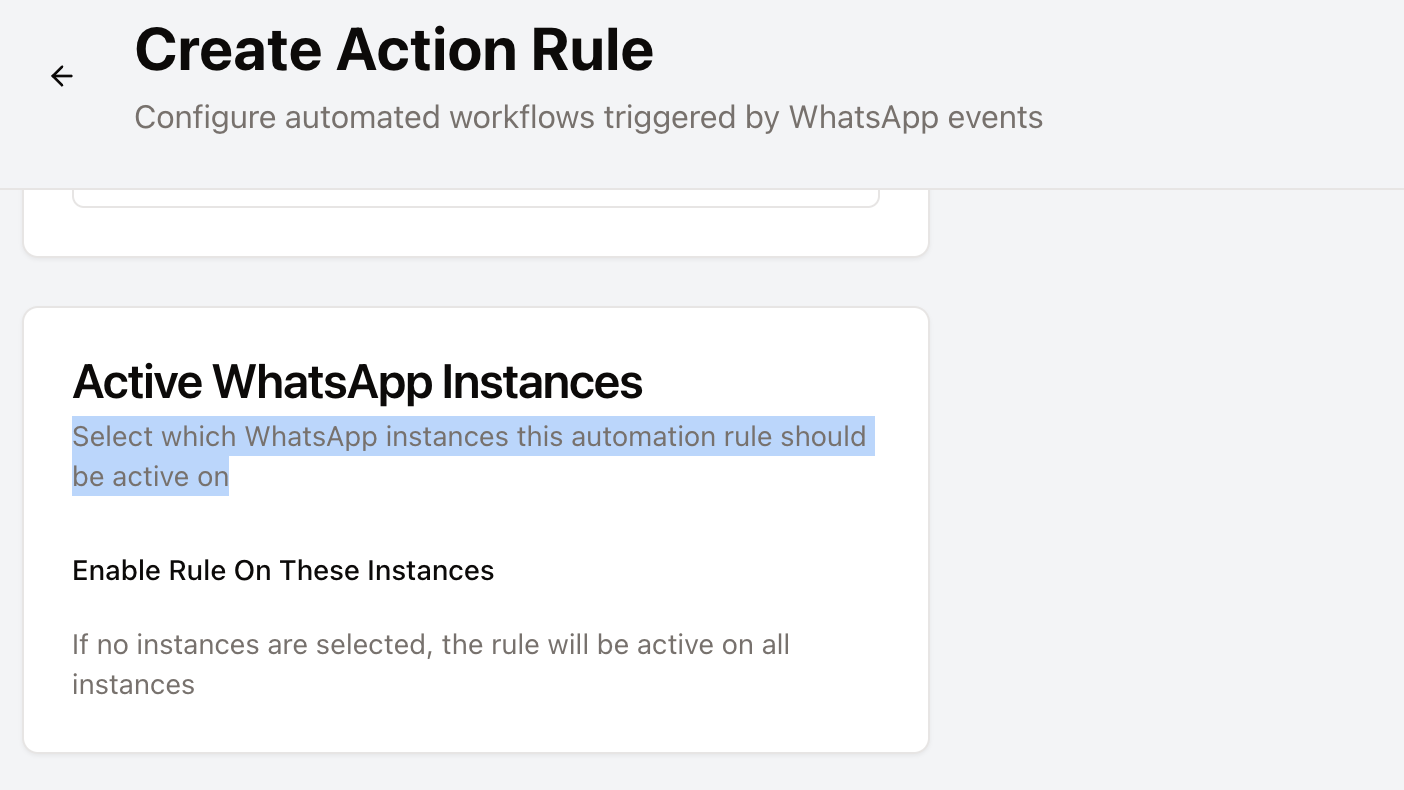 Create Action Rule
Configure automated workflows triggered by WhatsApp events
Active WhatsApp Instances
Select which WhatsApp instances this automation rule should
be active on
Enable Rule On These Instances
If no instances are selected, the rule will be active on all
instances